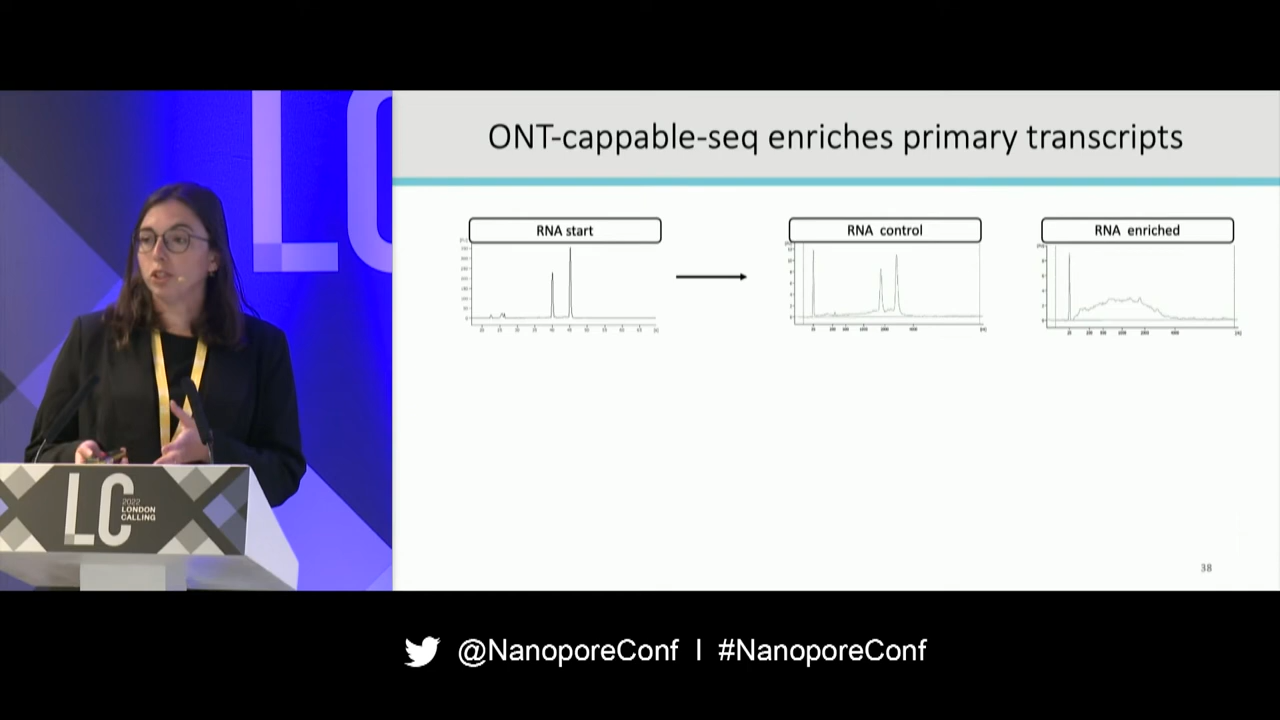 LC
ONT-cappable-seq enriches primary transcripts
RNA start
RNA control
RNA enriched
LC
2022
LONDON
CALLING
38
@NanoporeConf | #NanoporeConf